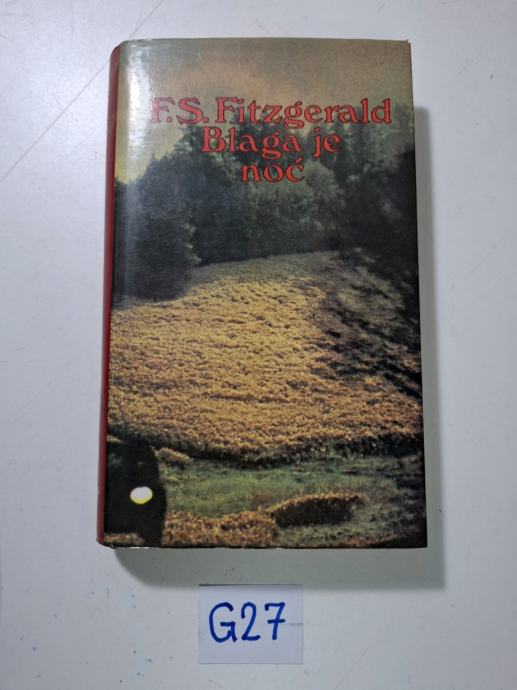 F.S. Fitzgerald
Blaga je
noć
G27